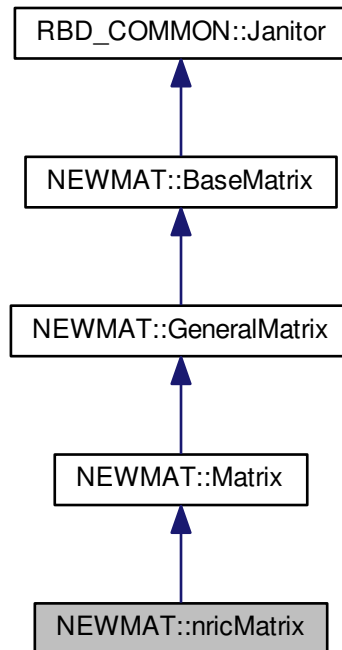 RBD_COMMON::Janitor
NEWMAT::BaseMatrix
NEWMAT::GeneralMatrix
NEWMAT::Matrix
NEWMAT::nricMatrix